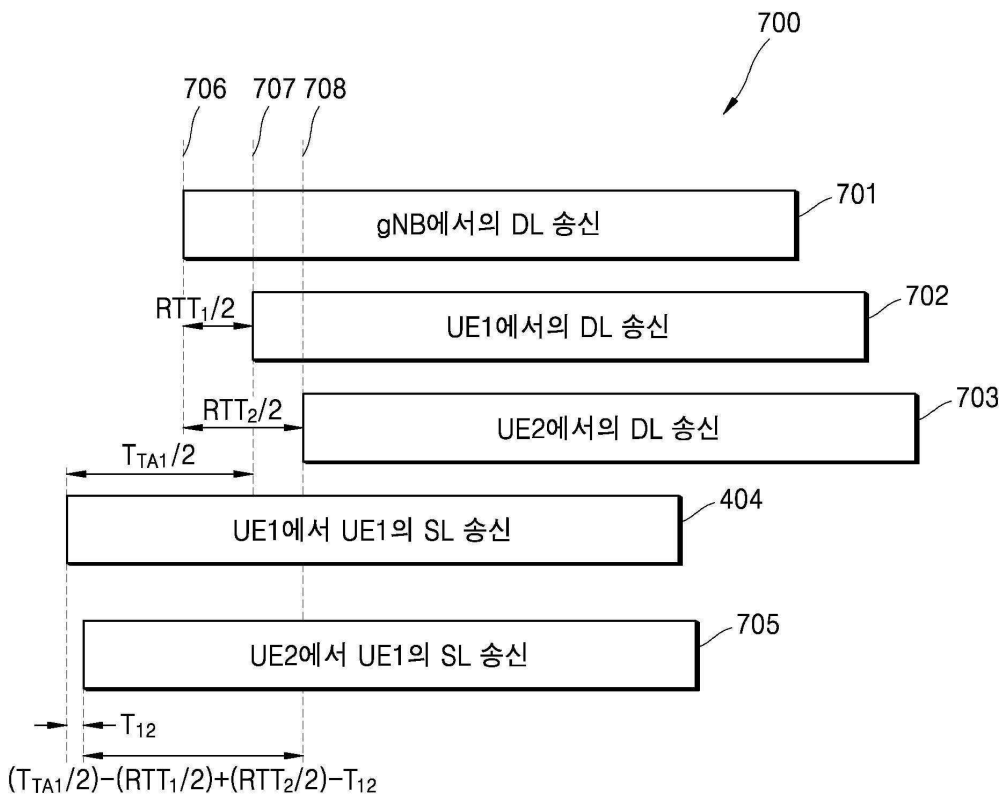 700
706
707
708
gNB에서의 DL 송신
701
RTT₁/2
UE1에서의 DL 송신
702
RTT₂/2
UE2에서의 DL 송신
703
T_TA1/2
UE1에서 UE1의 SL 송신
404
UE2에서 UE1의 SL 송신
705
T₁₂
(T_TA1/2)−(RTT₁/2)+(RTT₂/2)−T₁₂